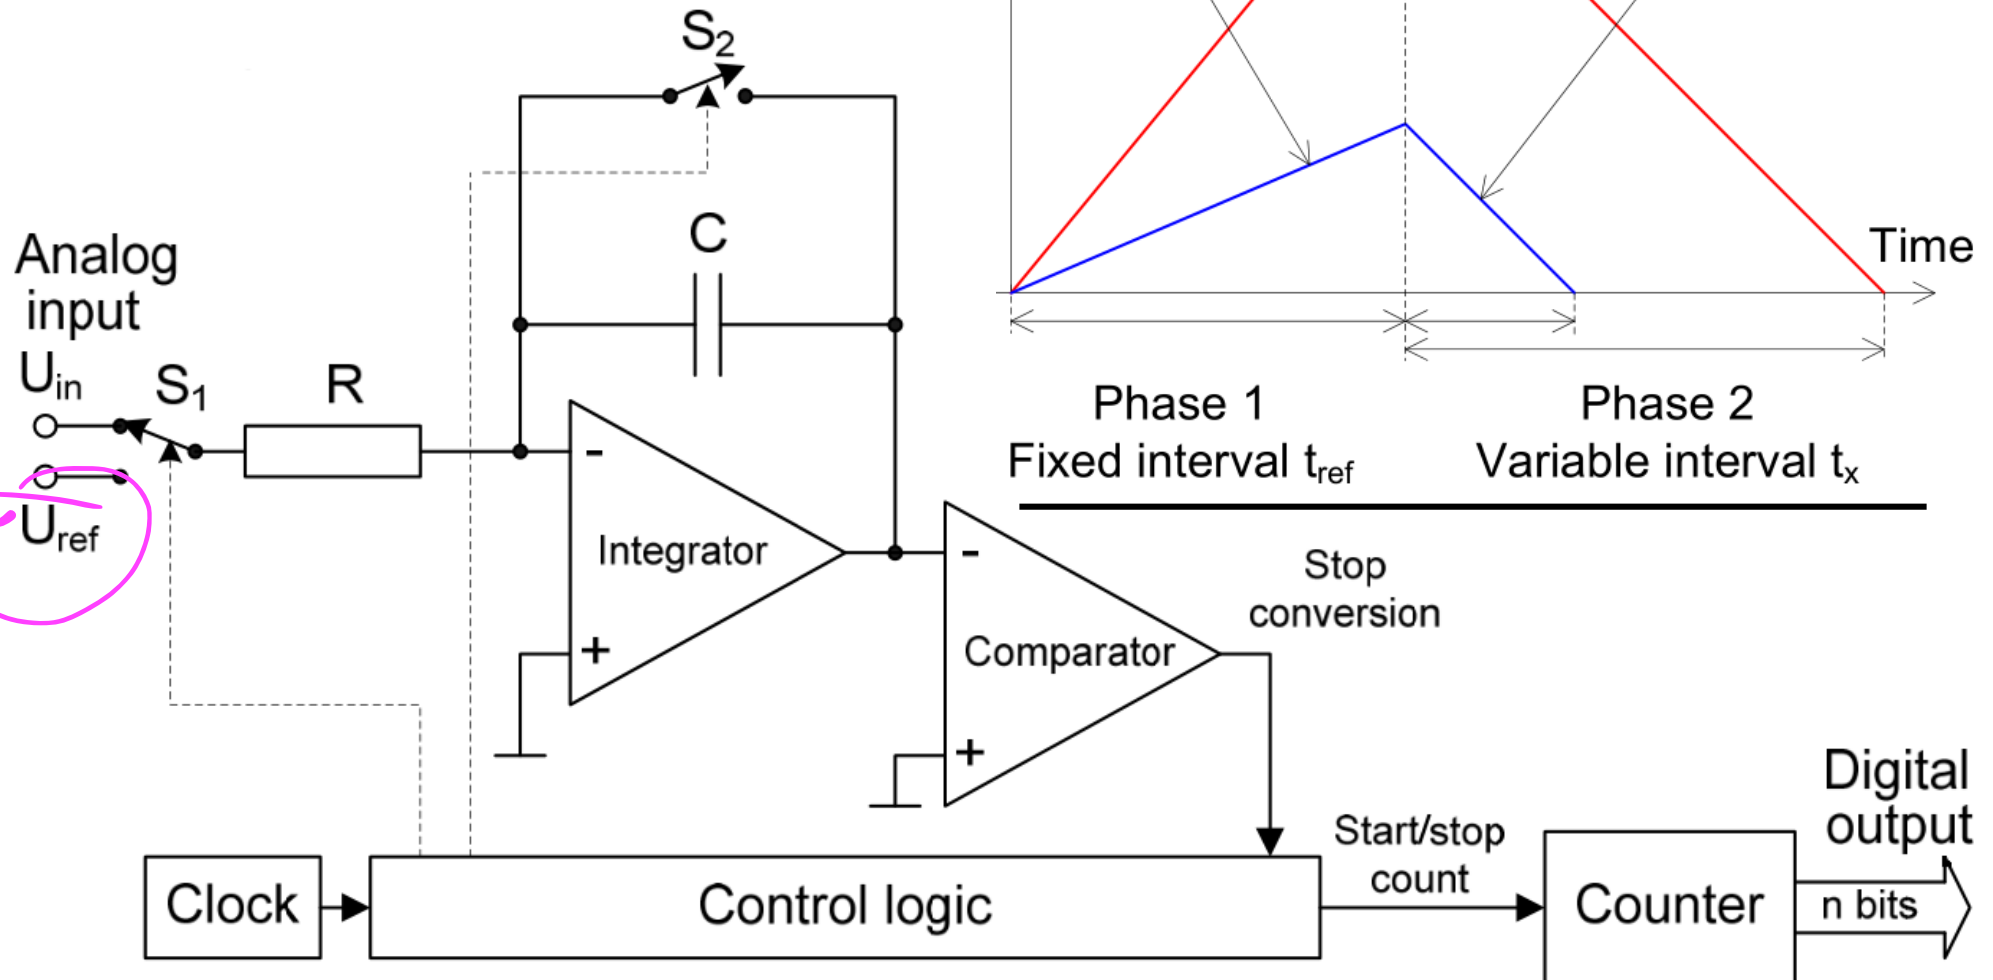 S2
C
Analog
input
Uin
S1
R
Uref
-
+
Integrator
-
+
Comparator
Time
Phase 1
Fixed interval tref
Phase 2
Variable interval tx
Stop
conversion
Clock
Control logic
Start/stop
count
Counter
Digital
output
n bits